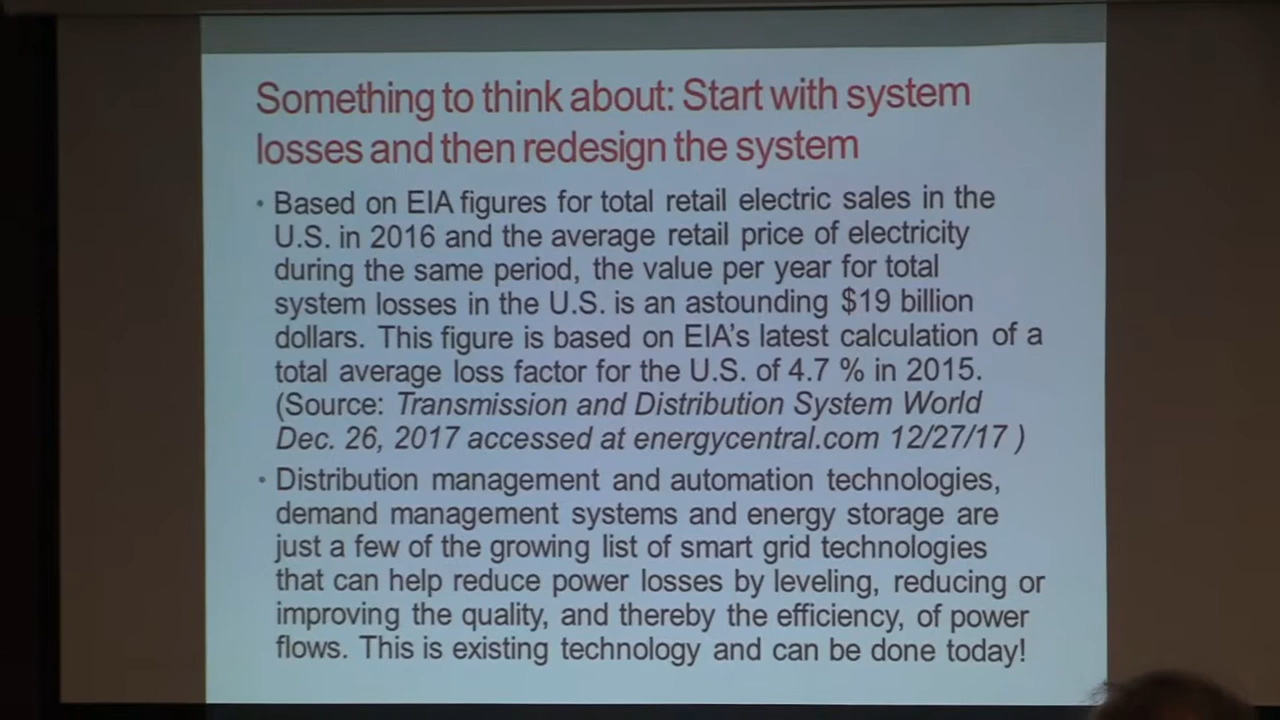 Something to think about: Start with system
losses and then redesign the system
• Based on EIA figures for total retail electric sales in the
U.S. in 2016 and the average retail price of electricity
during the same period, the value per year for total
system losses in the U.S. is an astounding $19 billion
dollars. This figure is based on EIA's latest calculation of a
total average loss factor for the U.S. of 4.7 % in 2015.
(Source: Transmission and Distribution System World
Dec. 26, 2017 accessed at energycentral.com 12/27/17 )
• Distribution management and automation technologies,
demand management systems and energy storage are
just a few of the growing list of smart grid technologies
that can help reduce power losses by leveling, reducing or
improving the quality, and thereby the efficiency, of power
flows. This is existing technology and can be done today!